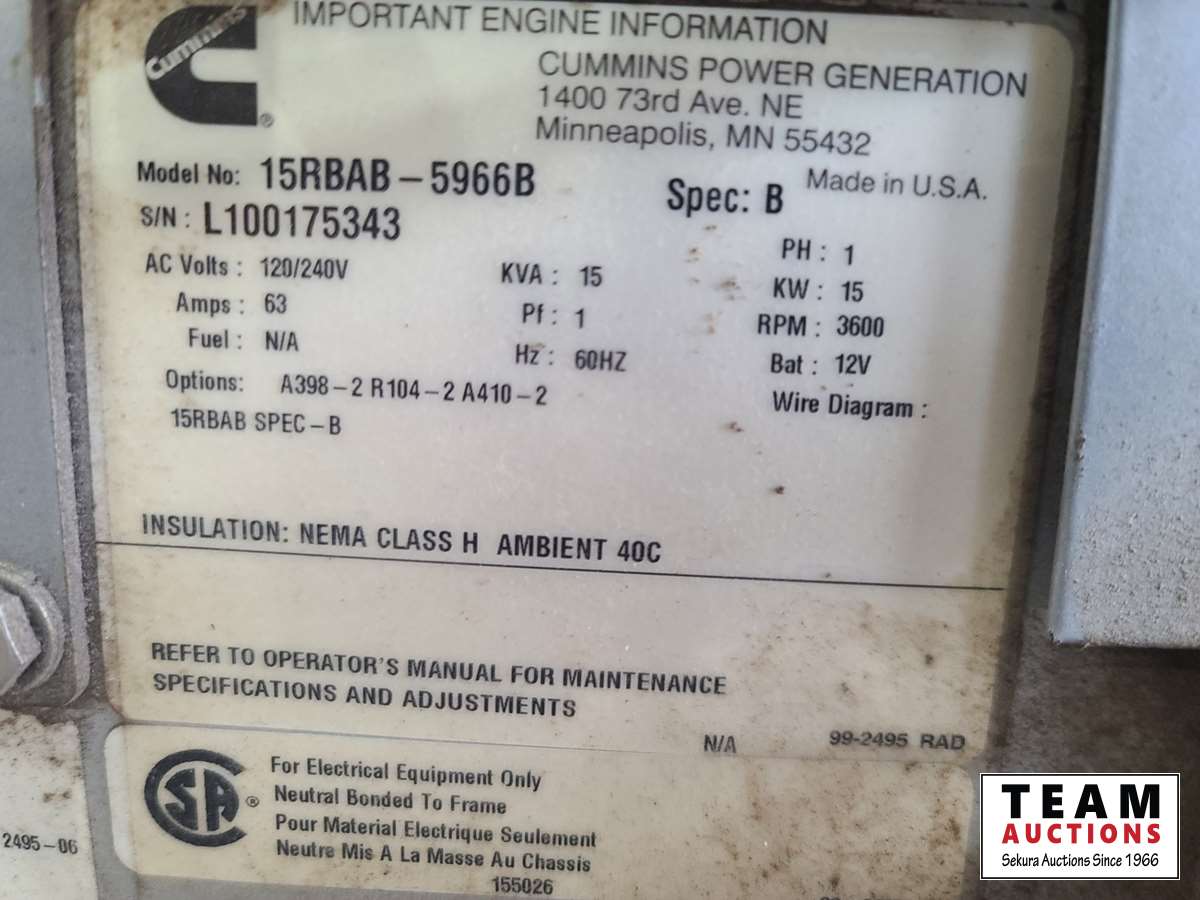 Cummins
IMPORTANT ENGINE INFORMATION
CUMMINS POWER GENERATION
1400 73rd Ave. NE
Minneapolis, MN 55432
®
Model No: 15RBAB-5966B Spec: B Made in U.S.A.
S/N: L100175343
AC Volts: 120/240V KVA: 15 PH: 1
Amps: 63 Pf: 1 KW: 15
Fuel: N/A Hz: 60HZ RPM: 3600
Bat: 12V
Options: A398-2 R104-2 A410-2 Wire Diagram:
15RBAB SPEC-B
INSULATION: NEMA CLASS H AMBIENT 40C
REFER TO OPERATOR'S MANUAL FOR MAINTENANCE
SPECIFICATIONS AND ADJUSTMENTS
N/A 99-2495 RAD
SA ®
For Electrical Equipment Only
Neutral Bonded To Frame
Pour Material Electrique Seulement
Neutre Mis A La Masse Au Chassis
155026
2495-06
TEAM
AUCTIONS
Sekura Auctions Since 1966